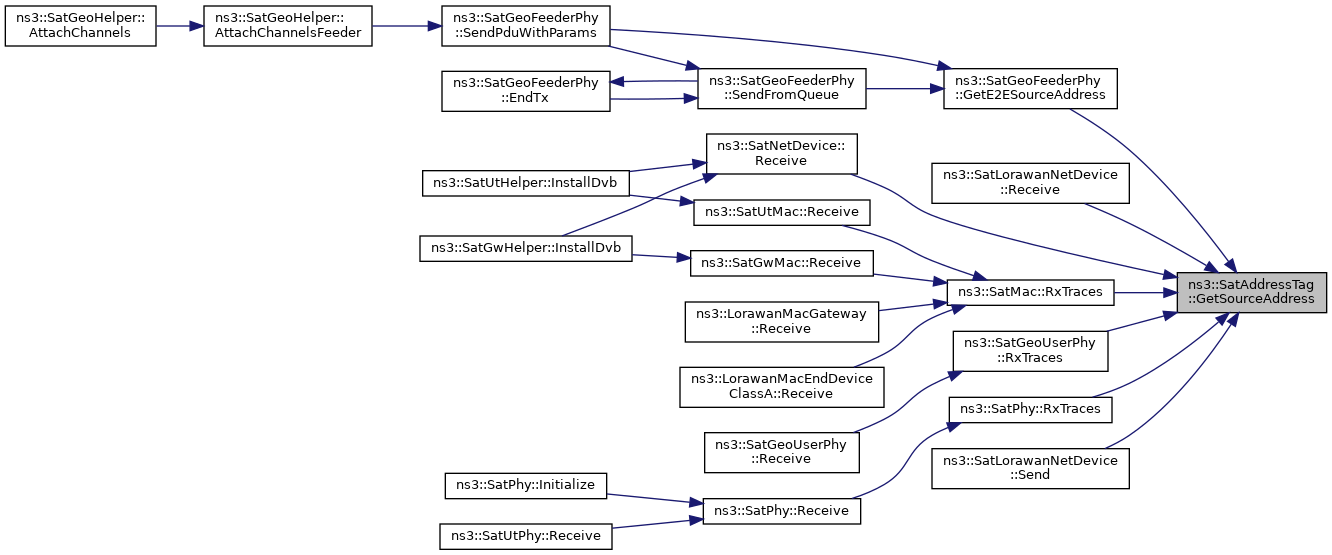 ns3::SatGeoHelper::
AttachChannels
ns3::SatGeoHelper::
AttachChannelsFeeder
ns3::SatGeoFeederPhy
::SendPduWithParams
ns3::SatGeoFeederPhy
::EndTx
ns3::SatGeoFeederPhy
::SendFromQueue
ns3::SatGeoFeederPhy
::GetE2ESourceAddress
ns3::SatNetDevice::
Receive
ns3::SatLorawanNetDevice
::Receive
ns3::SatUtHelper::InstallDvb
ns3::SatUtMac::Receive
ns3::SatGwHelper::InstallDvb
ns3::SatGwMac::Receive
ns3::SatMac::RxTraces
ns3::SatAddressTag
::GetSourceAddress
ns3::LorawanMacGateway
::Receive
ns3::SatGeoUserPhy
::RxTraces
ns3::LorawanMacEndDevice
ClassA::Receive
ns3::SatPhy::RxTraces
ns3::SatGeoUserPhy
::Receive
ns3::SatLorawanNetDevice
::Send
ns3::SatPhy::Initialize
ns3::SatPhy::Receive
ns3::SatUtPhy::Receive